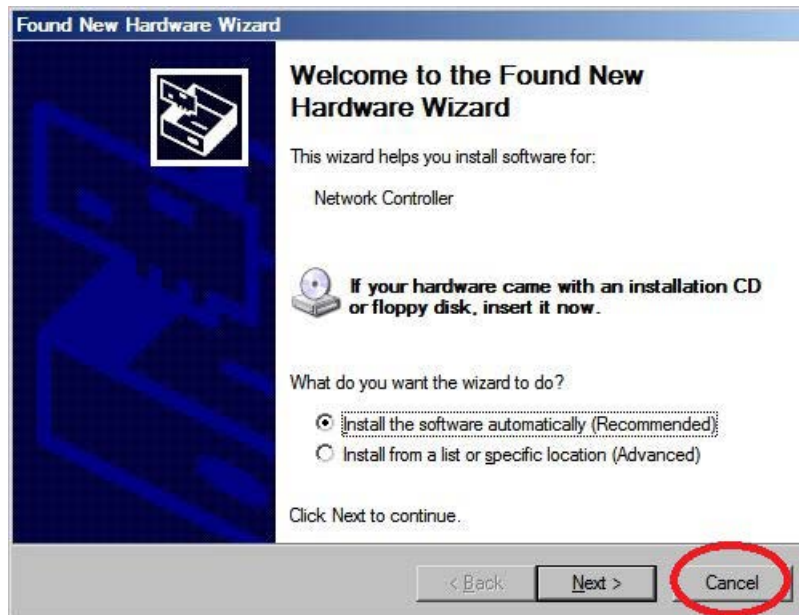 Found New Hardware Wizard
Welcome to the Found New
Hardware Wizard
This wizard helps you install software for:
Network Controller
If your hardware came with an installation CD
or floppy disk, insert it now.
What do you want the wizard to do?
Install the software automatically (Recommended)
Install from a list or specific location (Advanced)
Click Next to continue.
< Back Next > Cancel